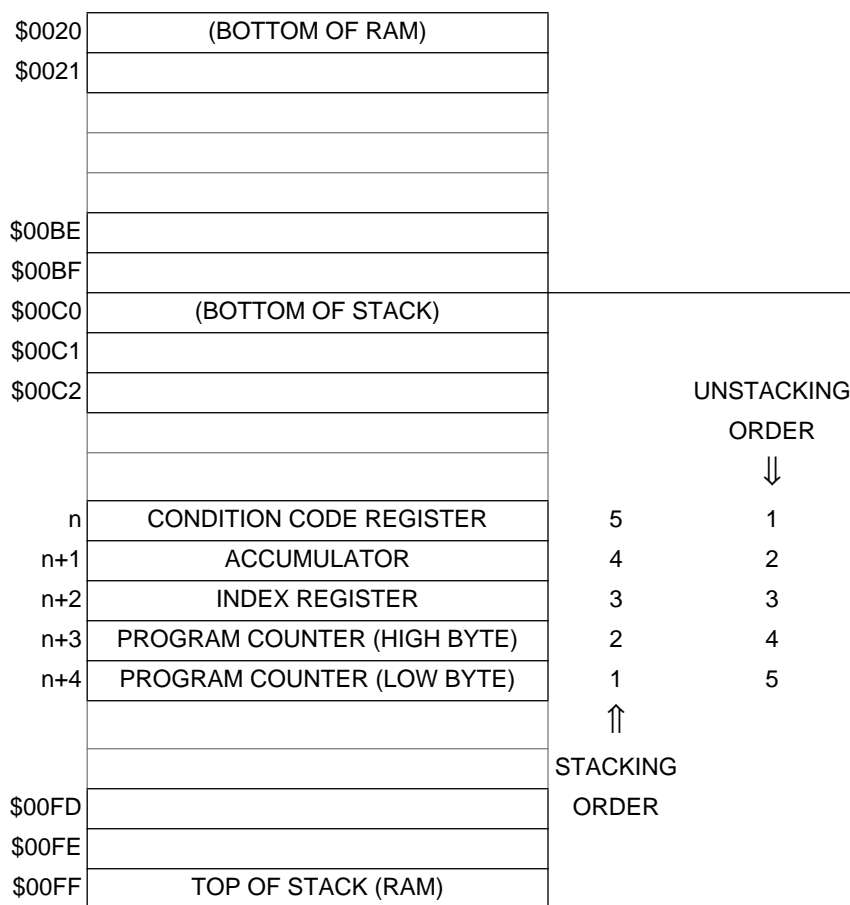 $0020 (BOTTOM OF RAM)
$0021
$00BE
$00BF
$00C0 (BOTTOM OF STACK)
$00C1
$00C2 UNSTACKING
ORDER
⇓
n CONDITION CODE REGISTER 5 1
n+1 ACCUMULATOR 4 2
n+2 INDEX REGISTER 3 3
n+3 PROGRAM COUNTER (HIGH BYTE) 2 4
n+4 PROGRAM COUNTER (LOW BYTE) 1 5
⇑
STACKING
$00FD ORDER
$00FE
$00FF TOP OF STACK (RAM)